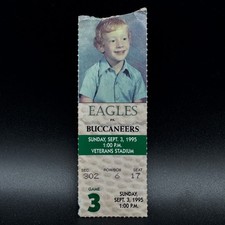 EAGLES
vs.
BUCCANEERS
SUNDAY, SEPT. 3, 1995
1:00 P.M.
VETERANS STADIUM
SEC ROW/BOX SEAT
302 6 17
GAME
3
SUNDAY,
SEPT. 3, 1995
1:00 P.M.